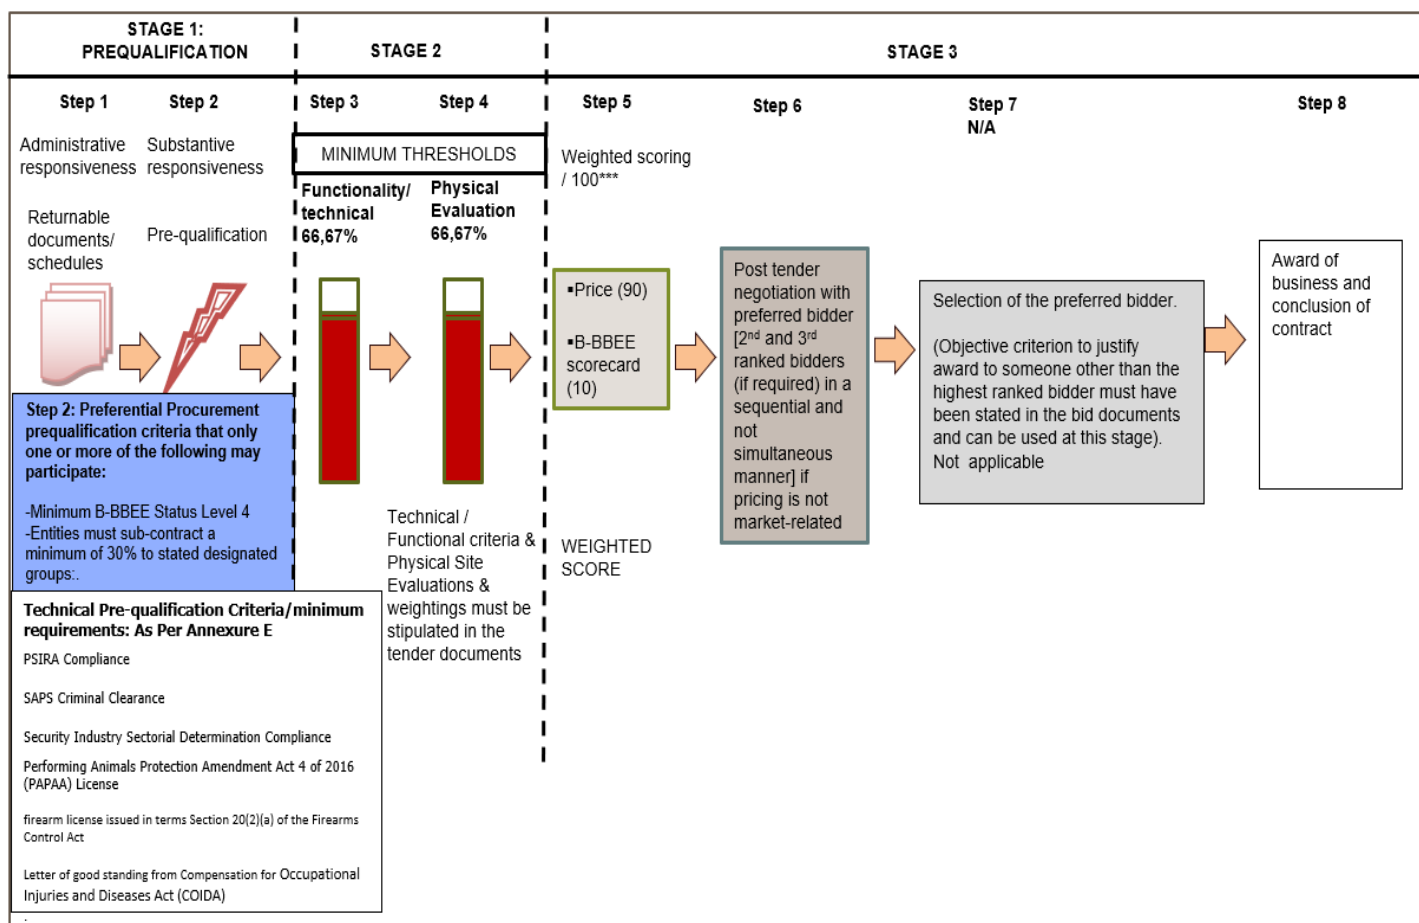 STAGE 1:
PREQUALIFICATION
STAGE 2
STAGE 3
Step 1
Step 2
Step 3
Step 4
Step 5
Step 6
Step 7
N/A
Step 8
Administrative
responsiveness
Substantive
responsiveness
MINIMUM THRESHOLDS
Weighted scoring
/ 100***
Returnable
documents/
schedules
Pre-qualification
Functionality/
technical
66,67%
Physical
Evaluation
66,67%
▪Price (90)
▪B-BBEE
scorecard
(10)
Post tender
negotiation with
preferred bidder
[2nd and 3rd
ranked bidders
(if required) in a
sequential and
not
simultaneous
manner] if
pricing is not
market-related
Selection of the preferred bidder.
(Objective criterion to justify
award to someone other than the
highest ranked bidder must have
been stated in the bid documents
and can be used at this stage).
Not applicable
Award of
business and
conclusion of
contract
Step 2: Preferential Procurement
prequalification criteria that only
one or more of the following may
participate:
-Minimum B-BBEE Status Level 4
-Entities must sub-contract a
minimum of 30% to stated designated
groups:.
Technical /
Functional criteria &
Physical Site
Evaluations &
weightings must be
stipulated in the
tender documents
WEIGHTED
SCORE
Technical Pre-qualification Criteria/minimum
requirements: As Per Annexure E
PSIRA Compliance
SAPS Criminal Clearance
Security Industry Sectorial Determination Compliance
Performing Animals Protection Amendment Act 4 of 2016
(PAPAA) License
firearm license issued in terms Section 20(2)(a) of the Firearms
Control Act
Letter of good standing from Compensation for Occupational
Injuries and Diseases Act (COIDA)
.